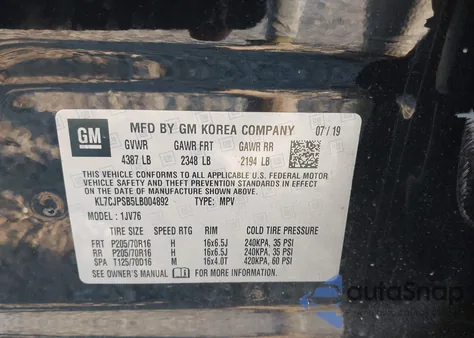 GM
MFD BY GM KOREA COMPANY 07/19
GVWR GAWR FRT GAWR RR
4387 LB 2348 LB 2194 LB
THIS VEHICLE CONFORMS TO ALL APPLICABLE U.S. FEDERAL MOTOR
VEHICLE SAFETY, BUMPER, AND THEFT PREVENTION STANDARDS IN
EFFECT ON THE DATE OF MANUFACTURE SHOWN ABOVE.
KL7CJPSB5LB004892 TYPE: MPV
MODEL: 1JV76
TIRE SIZE SPEED RTG RIM COLD TIRE PRESSURE
FRT P205/70R16 H 16x6.5J 240KPA, 35 PSI
RR P205/70R16 H 16x6.5J 240KPA, 35 PSI
SPA T125/70D16 M 16x4.0T 420KPA, 60 PSI
SEE OWNER'S MANUAL FOR MORE INFORMATION.
autoSnap